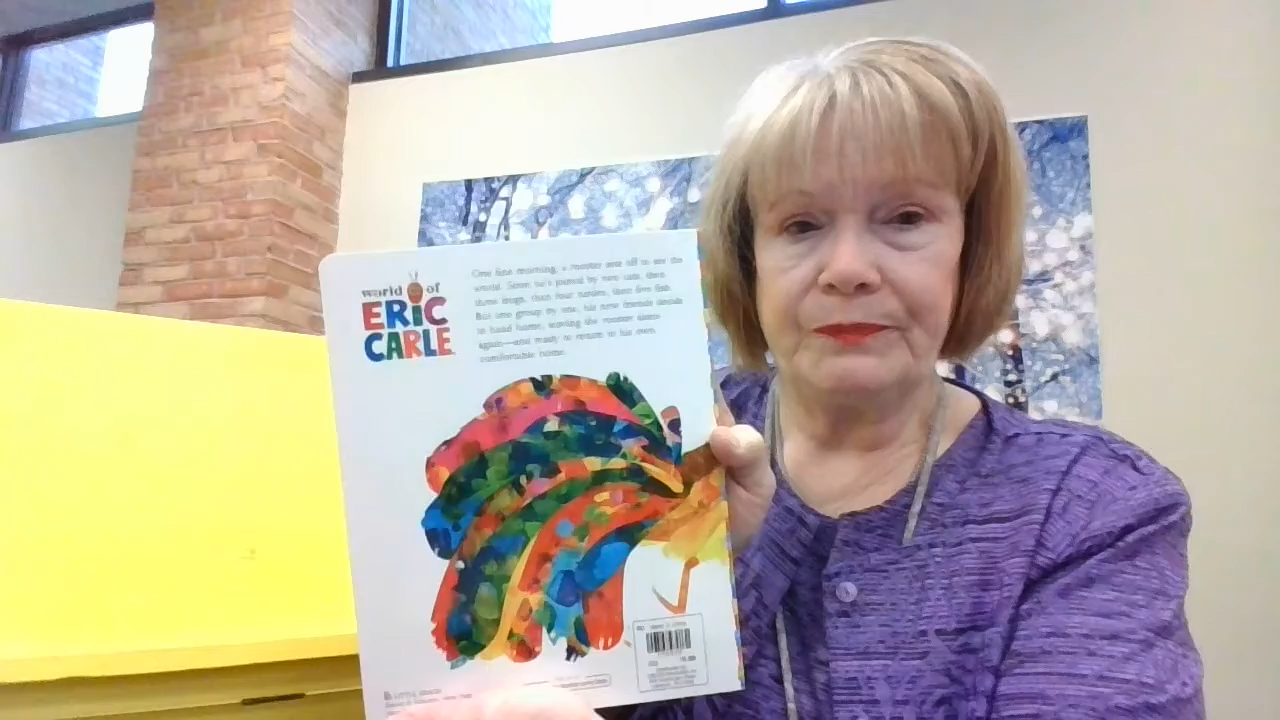 world of
ERIC
CARLE
One fine morning, a rooster sets off to see the
world. Soon he's joined by two cats, then
three frogs, then four turtles, then five fish.
But one group by one, his new friends decide
to head home, leaving the rooster alone
again—and ready to return to his own
comfortable home.
LITTLE SIMON